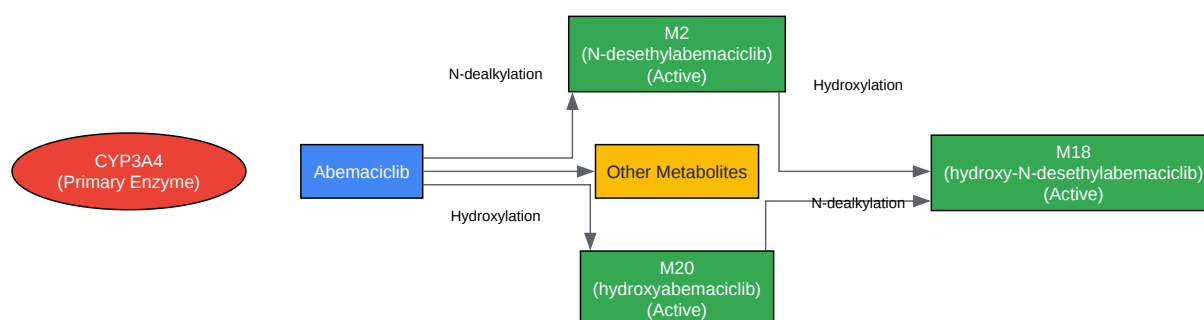 M2
(N-desethylabemaciclib)
(Active)
N-dealkylation
Hydroxylation
CYP3A4
(Primary Enzyme)
Abemaciclib
Other Metabolites
M18
(hydroxy-N-desethylabemaciclib)
(Active)
Hydroxylation
N-dealkylation
M20
(hydroxyabemaciclib)
(Active)